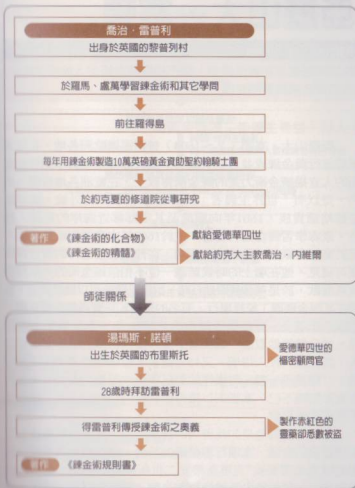 喬治・雷普利
出身於英國的黎普列村
於羅馬、盧萬學習鍊金術和其它學問
前往羅得島
每年用鍊金術製造10萬英磅黃金資助聖約翰騎士團
於約克夏的修道院從事研究
著作 《鍊金術的化合物》 獻給愛德華四世
《鍊金術的精髓》 獻給約克大主教喬治・内維爾
師徒關係
湯瑪斯・諾頓
出生於英國的布里斯托
愛德華四世的
樞密顧問官
28歲時拜訪雷普利
得雷普利傳授鍊金術之奧義
製作赤紅色的
靈藥卻悉數被盜
著作 《鍊金術規則書》